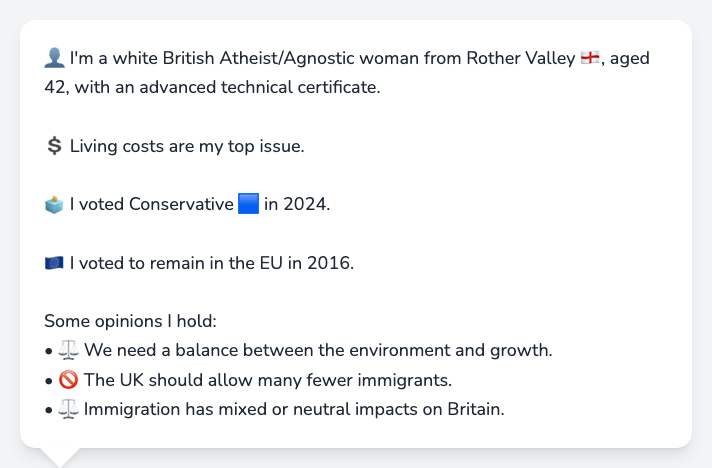 👤 I'm a white British Atheist/Agnostic woman from Rother Valley 🏴󠁧󠁢󠁥󠁮󠁧󠁿, aged
42, with an advanced technical certificate.
💲 Living costs are my top issue.
🗳️ I voted Conservative 🟦 in 2024.
🇪🇺 I voted to remain in the EU in 2016.
Some opinions I hold:
• ⚖️ We need a balance between the environment and growth.
• 🚫 The UK should allow many fewer immigrants.
• ⚖️ Immigration has mixed or neutral impacts on Britain.